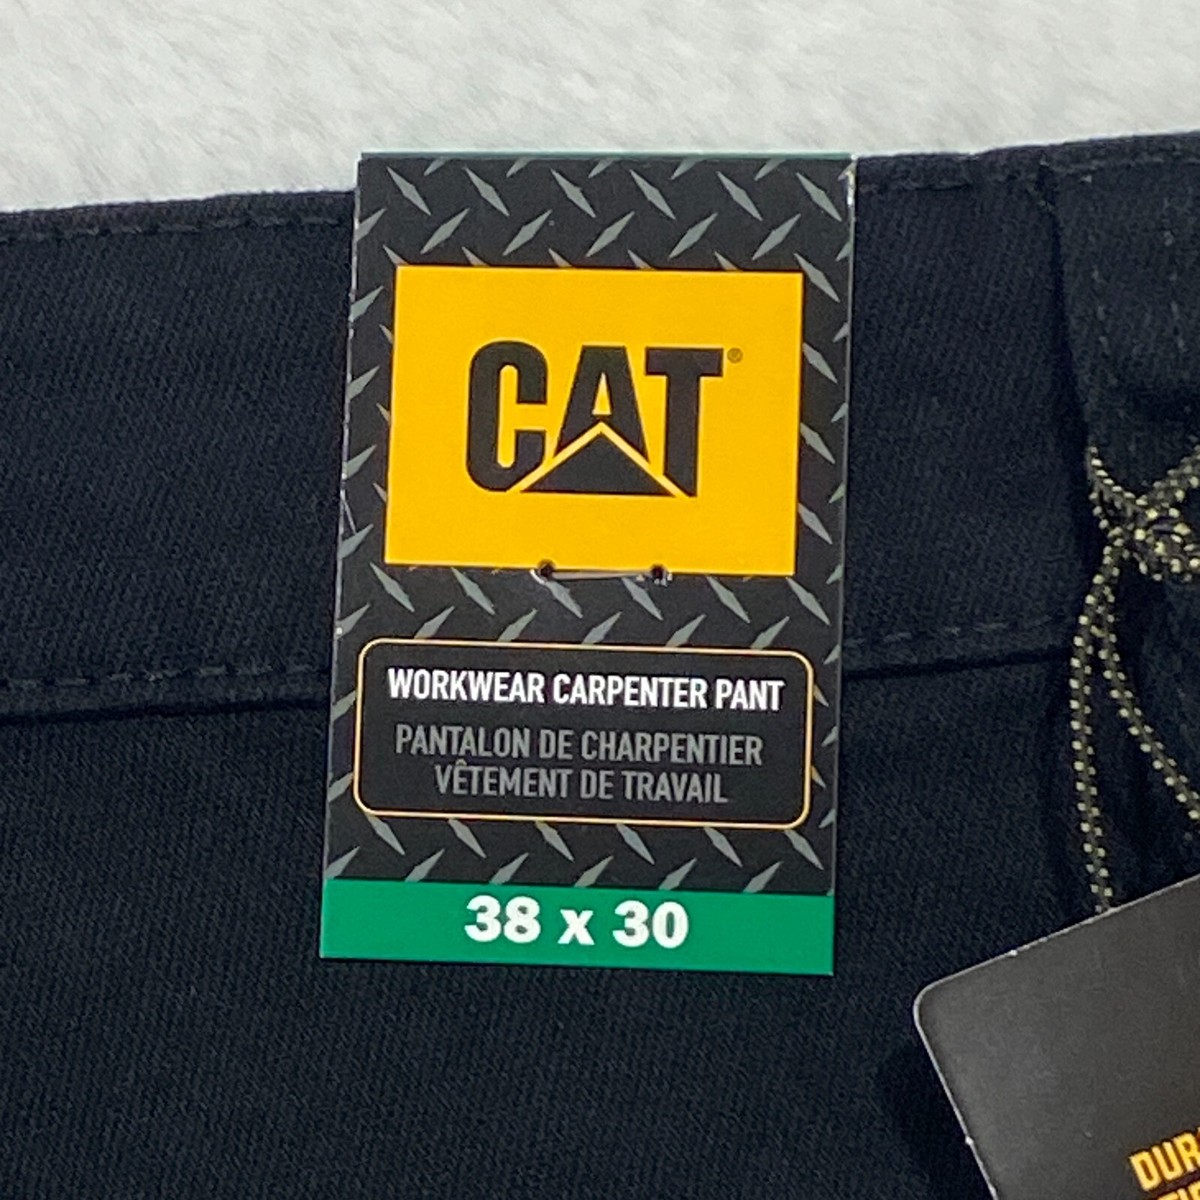 CAT®
WORKWEAR CARPENTER PANT
PANTALON DE CHARPENTIER
VÊTEMENT DE TRAVAIL
38 x 30